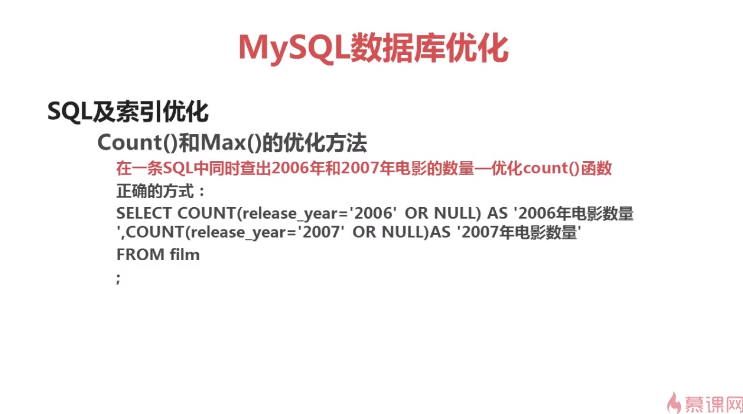 MySQL数据库优化
SQL及索引优化
Count()和Max()的优化方法
在一条SQL中同时查出2006年和2007年电影的数量—优化count()函数
正确的方式：
SELECT COUNT(release_year='2006' OR NULL) AS '2006年电影数量
',COUNT(release_year='2007' OR NULL)AS '2007年电影数量'
FROM film
;
慕课网